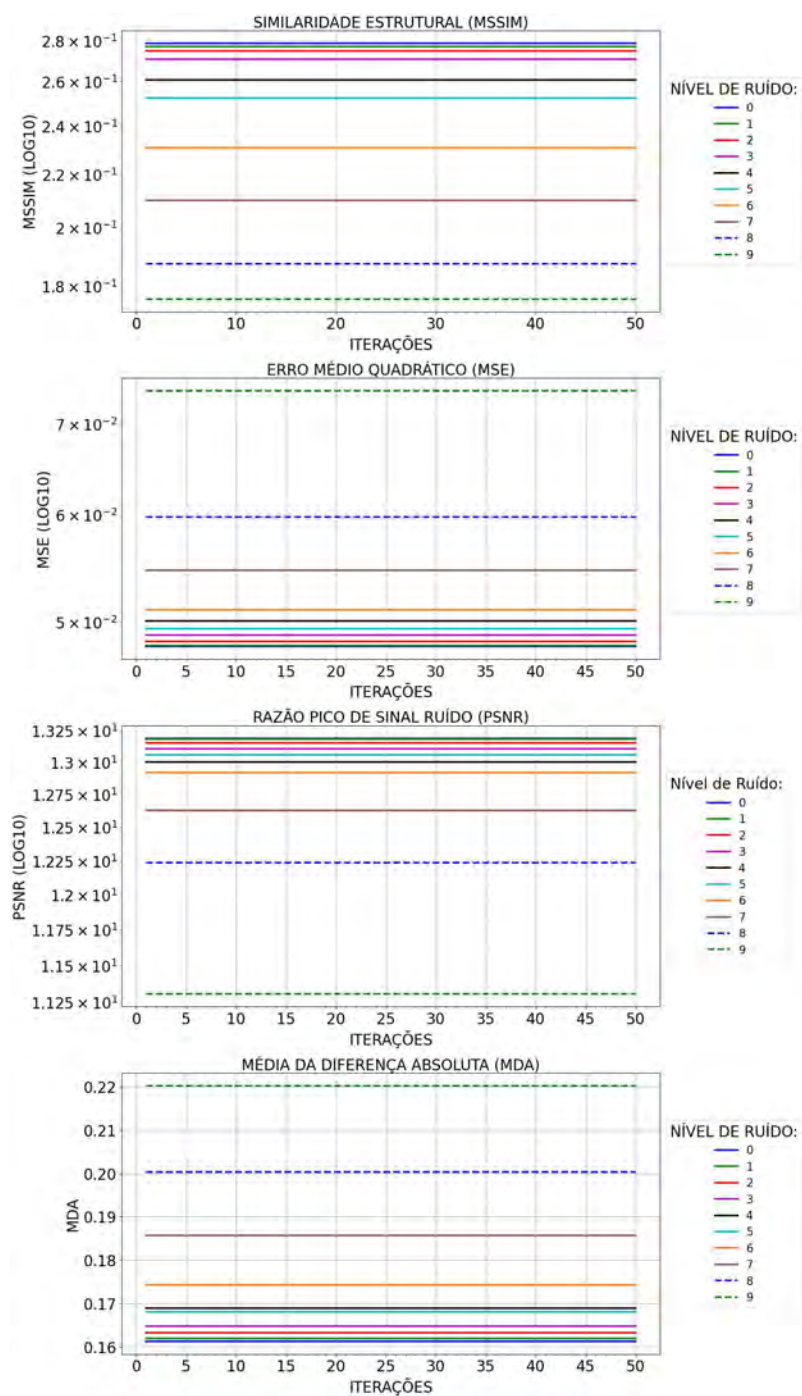 SIMILARIDADE ESTRUTURAL (MSSIM)
2.8 × 10⁻¹
2.6 × 10⁻¹
2.4 × 10⁻¹
2.2 × 10⁻¹
2 × 10⁻¹
1.8 × 10⁻¹
MSSIM (LOG10)
0 10 20 30 40 50
ITERAÇÕES
NÍVEL DE RUÍDO:
0
1
2
3
4
5
6
7
8
9
ERRO MÉDIO QUADRÁTICO (MSE)
7 × 10⁻²
6 × 10⁻²
5 × 10⁻²
MSE (LOG10)
0 5 10 15 20 25 30 35 40 45 50
ITERAÇÕES
NÍVEL DE RUÍDO:
0
1
2
3
4
5
6
7
8
9
RAZÃO PICO DE SINAL RUÍDO (PSNR)
1.325 × 10¹
1.3 × 10¹
1.275 × 10¹
1.25 × 10¹
1.225 × 10¹
1.2 × 10¹
1.175 × 10¹
1.15 × 10¹
1.125 × 10¹
PSNR (LOG10)
0 5 10 15 20 25 30 35 40 45 50
ITERAÇÕES
Nível de Ruído:
0
1
2
3
4
5
6
7
8
9
MÉDIA DA DIFERENÇA ABSOLUTA (MDA)
0.22
0.21
0.20
0.19
0.18
0.17
0.16
MDA
0 5 10 15 20 25 30 35 40 45 50
ITERAÇÕES
NÍVEL DE RUÍDO:
0
1
2
3
4
5
6
7
8
9